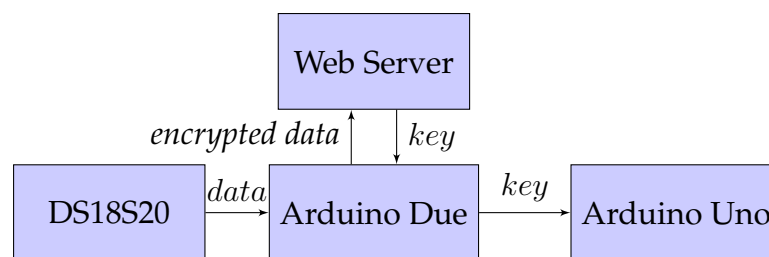 Web Server
encrypted data
key
DS18S20
data
Arduino Due
key
Arduino Uno